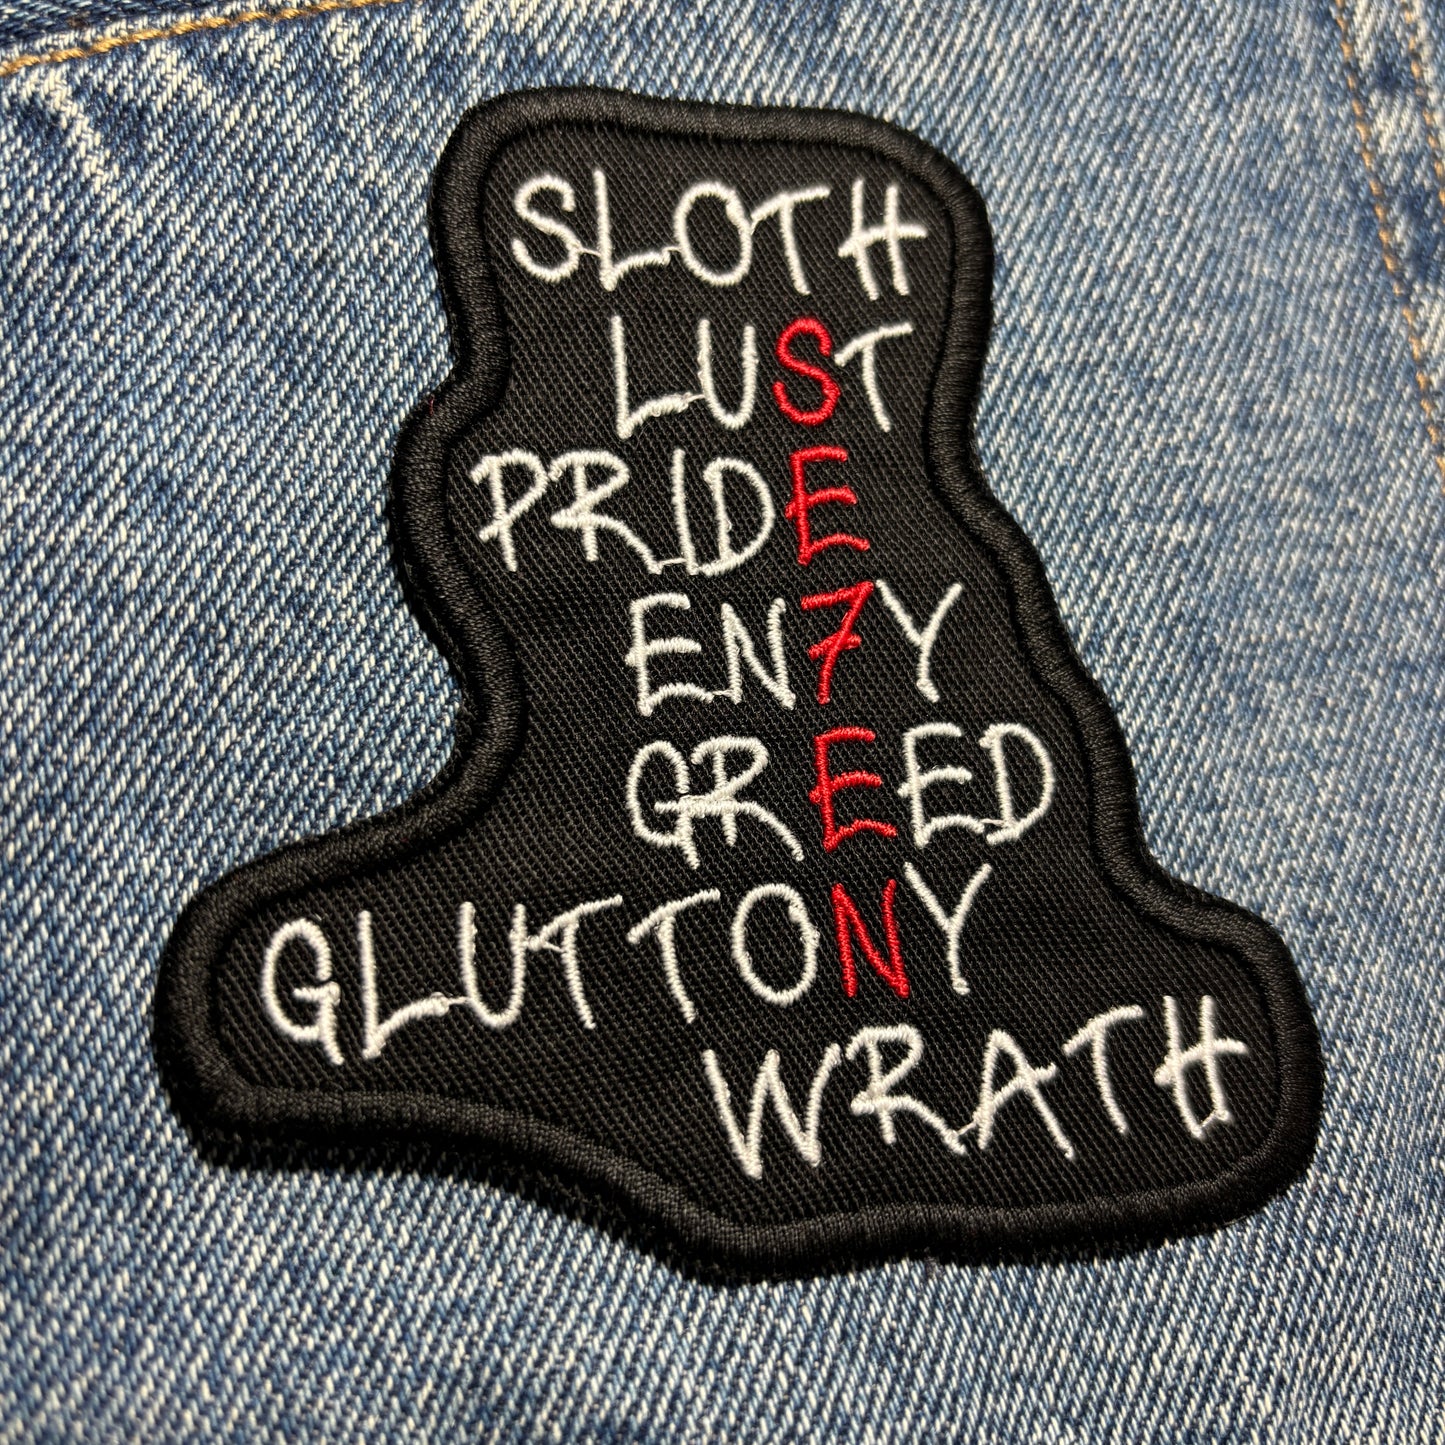 SLOTH
LUST
PRIDE
EN7Y
GREED
GLUTTONY
WRATH